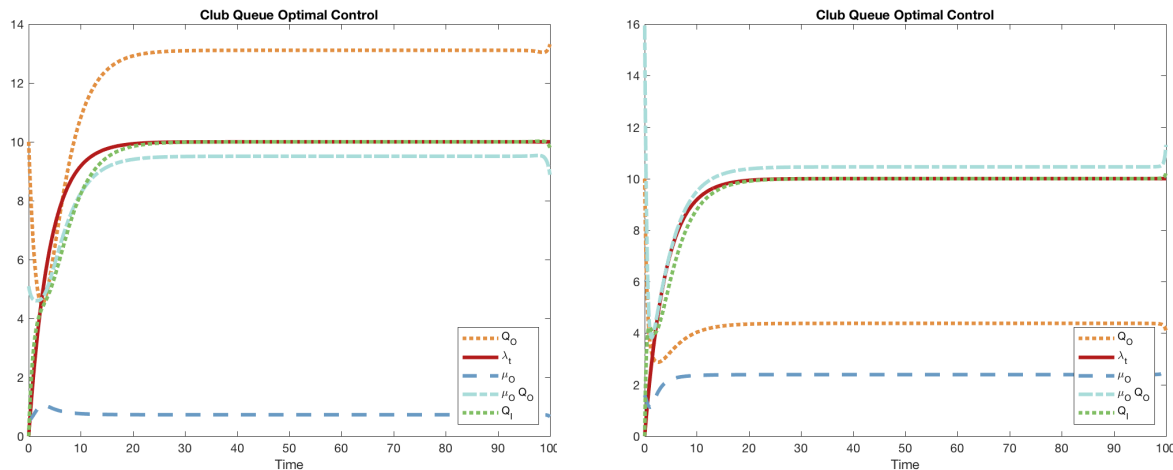 Club Queue Optimal Control
14
12
10
8
6
4
2
0
0 10 20 30 40 50 60 70 80 90 100
Time
Q_O
λ_t
μ_O
μ_O Q_O
Q_I
Club Queue Optimal Control
16
14
12
10
8
6
4
2
0
0 10 20 30 40 50 60 70 80 90 100
Time
Q_O
λ_t
μ_O
μ_O Q_O
Q_I